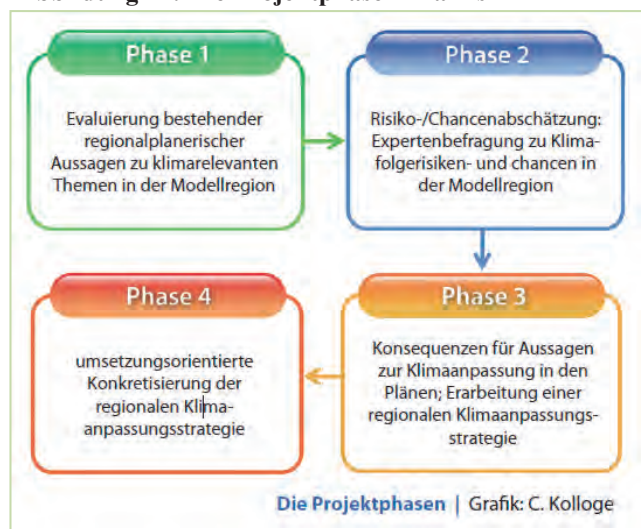 Phase 1
Evaluierung bestehender
regionalplanerischer
Aussagen zu klimarelevanten
Themen in der Modellregion
Phase 2
Risiko-/Chancenabschätzung:
Expertenbefragung zu Klima-
folgerisiken- und chancen in
der Modellregion
Phase 3
Konsequenzen für Aussagen
zur Klimaanpassung in den
Plänen; Erarbeitung einer
regionalen Klimaanpassungs-
strategie
Phase 4
umsetzungsorientierte
Konkretisierung der
regionalen Klima-
anpassungsstrategie
Die Projektphasen | Grafik: C. Kolloge